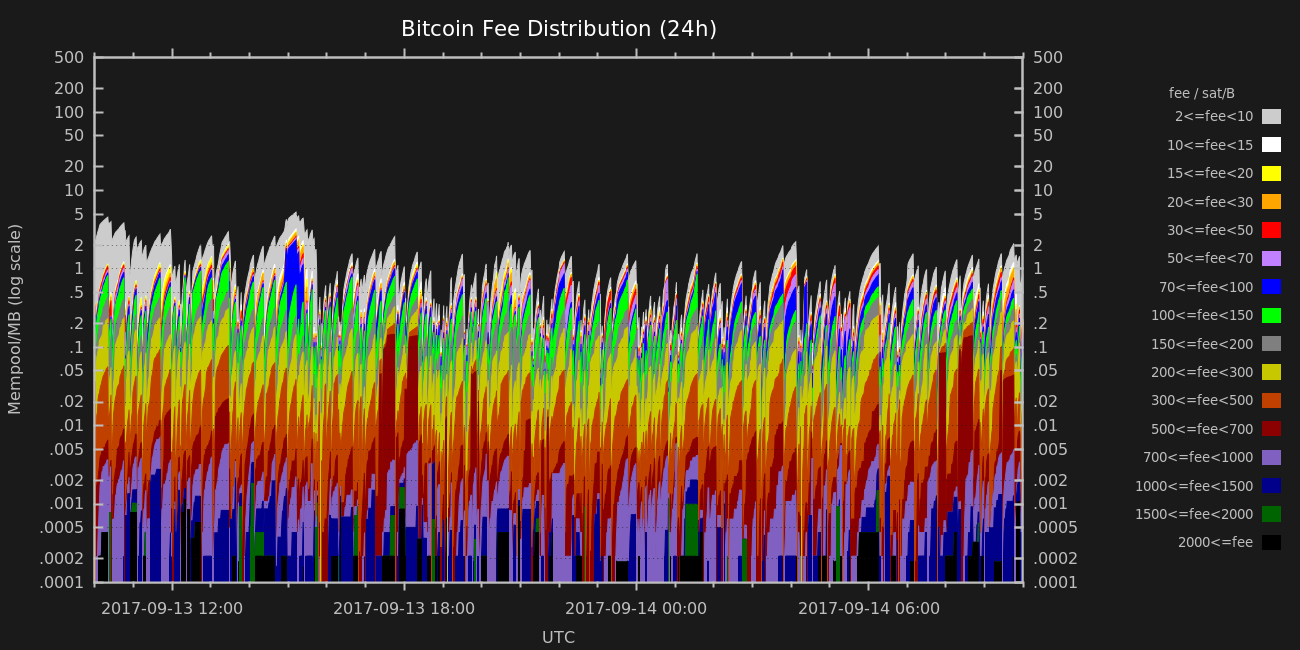 Bitcoin Fee Distribution (24h)
Mempool/MB (log scale)
500
200
100
50
20
10
5
2
1
.5
.2
.1
.05
.02
.01
.005
.002
.001
.0005
.0002
.0001
500
200
100
50
20
10
5
2
1
.5
.2
.1
.05
.02
.01
.005
.002
.001
.0005
.0002
.0001
2017-09-13 12:00
2017-09-13 18:00
2017-09-14 00:00
2017-09-14 06:00
UTC
fee / sat/B
2<=fee<10
10<=fee<15
15<=fee<20
20<=fee<30
30<=fee<50
50<=fee<70
70<=fee<100
100<=fee<150
150<=fee<200
200<=fee<300
300<=fee<500
500<=fee<700
700<=fee<1000
1000<=fee<1500
1500<=fee<2000
2000<=fee